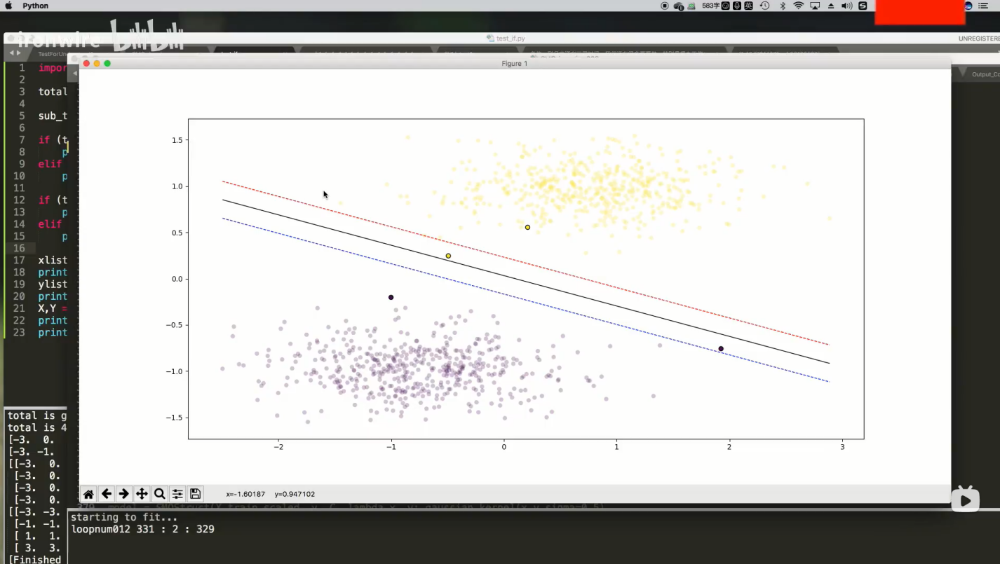 Python
583字
英
ironwire bilibili
test_if.py
UNREGISTERE
Figure 1
Output_Co
1 impor
2
3 total
4
5 sub_t
6
7 if (t
8 p
9 elif
10 p
11
12 if (t
13 p
14 elif
15 p
16
17 xlist
18 print
19 ylist
20 print
21 X,Y =
22 print
23 print
1.5
1.0
0.5
0.0
−0.5
−1.0
−1.5
−2 −1 0 1 2 3
x=-1.60187 y=0.947102
total is g
total is 4
[-3. 0.
[-3. -1.
[[-3. 0.
[-3. 0.
[-3. 0.
[-3. 0.
[[-3. -3.
[-1. -1.
[ 1. 1.
[ 3. 3.
[Finished
starting to fit...
loopnum012 331 : 2 : 329